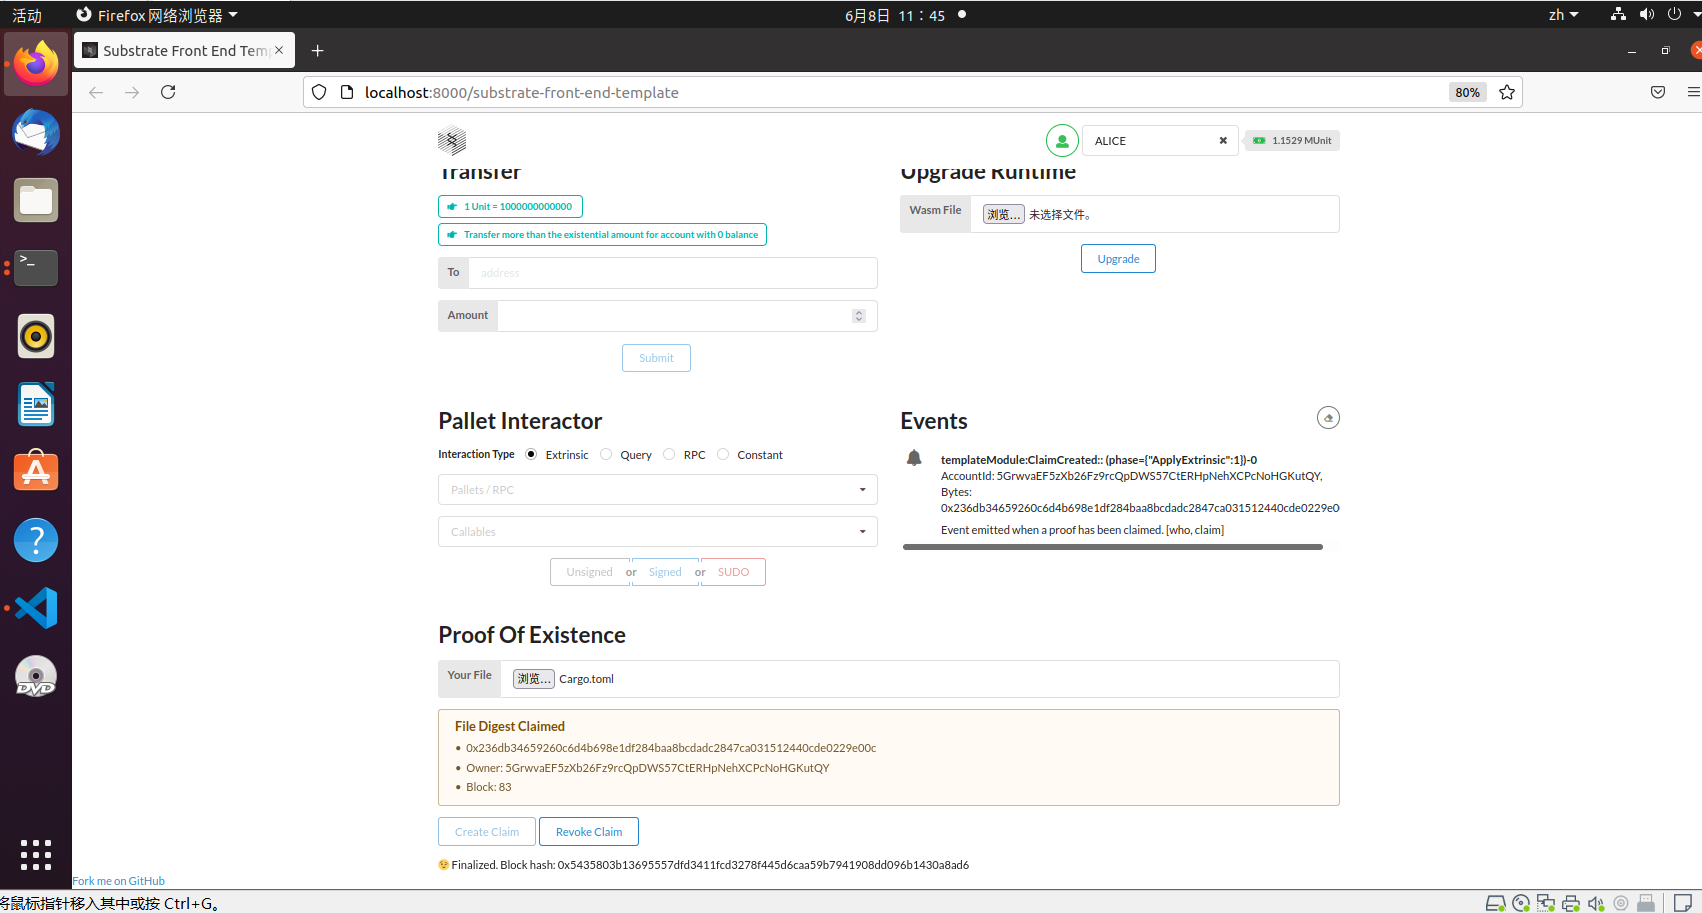 活动 Firefox 网络浏览器 6月8日 11：45 zh
Substrate Front End Temp
localhost:8000/substrate-front-end-template 80%
ALICE 1.1529 MUnit
Transfer
1 Unit = 1000000000000
Transfer more than the existential amount for account with 0 balance
To address
Amount
Submit
Upgrade Runtime
Wasm File 浏览... 未选择文件。
Upgrade
Pallet Interactor
Interaction Type Extrinsic Query RPC Constant
Pallets / RPC
Callables
Unsigned or Signed or SUDO
Events
templateModule:ClaimCreated:: (phase={"ApplyExtrinsic":1})-0
AccountId: 5GrwvaEF5zXb26Fz9rcQpDWS57CtERHpNehXCPcNoHGKutQY,
Bytes:
0x236db34659260c6d4b698e1df284baa8bcdadc2847ca031512440cde0229e0
Event emitted when a proof has been claimed. [who, claim]
Proof Of Existence
Your File 浏览... Cargo.toml
File Digest Claimed
0x236db34659260c6d4b698e1df284baa8bcdadc2847ca031512440cde0229e00c
Owner: 5GrwvaEF5zXb26Fz9rcQpDWS57CtERHpNehXCPcNoHGKutQY
Block: 83
Create Claim Revoke Claim
Finalized. Block hash: 0x5435803b13695557dfd3411fcd3278f445d6caa59b7941908dd096b1430a8ad6
Fork me on GitHub
将鼠标指针移入其中或按 Ctrl+G。
DVD